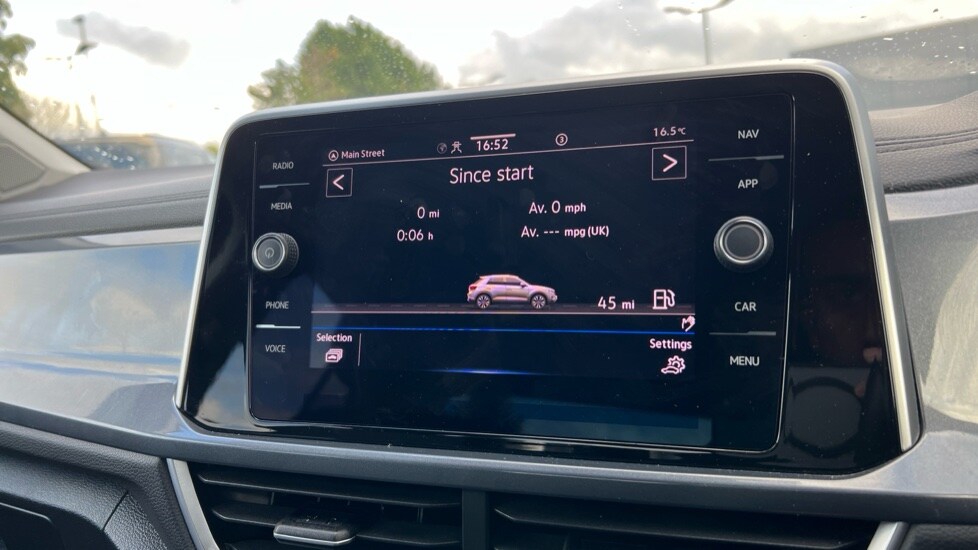 RADIO
MEDIA
PHONE
VOICE
A Main Street
16:52
3
16.5°C
<
Since start
>
0 mi
Av. 0 mph
0:06 h
Av. --- mpg (UK)
45 mi
Selection
Settings
NAV
APP
CAR
MENU